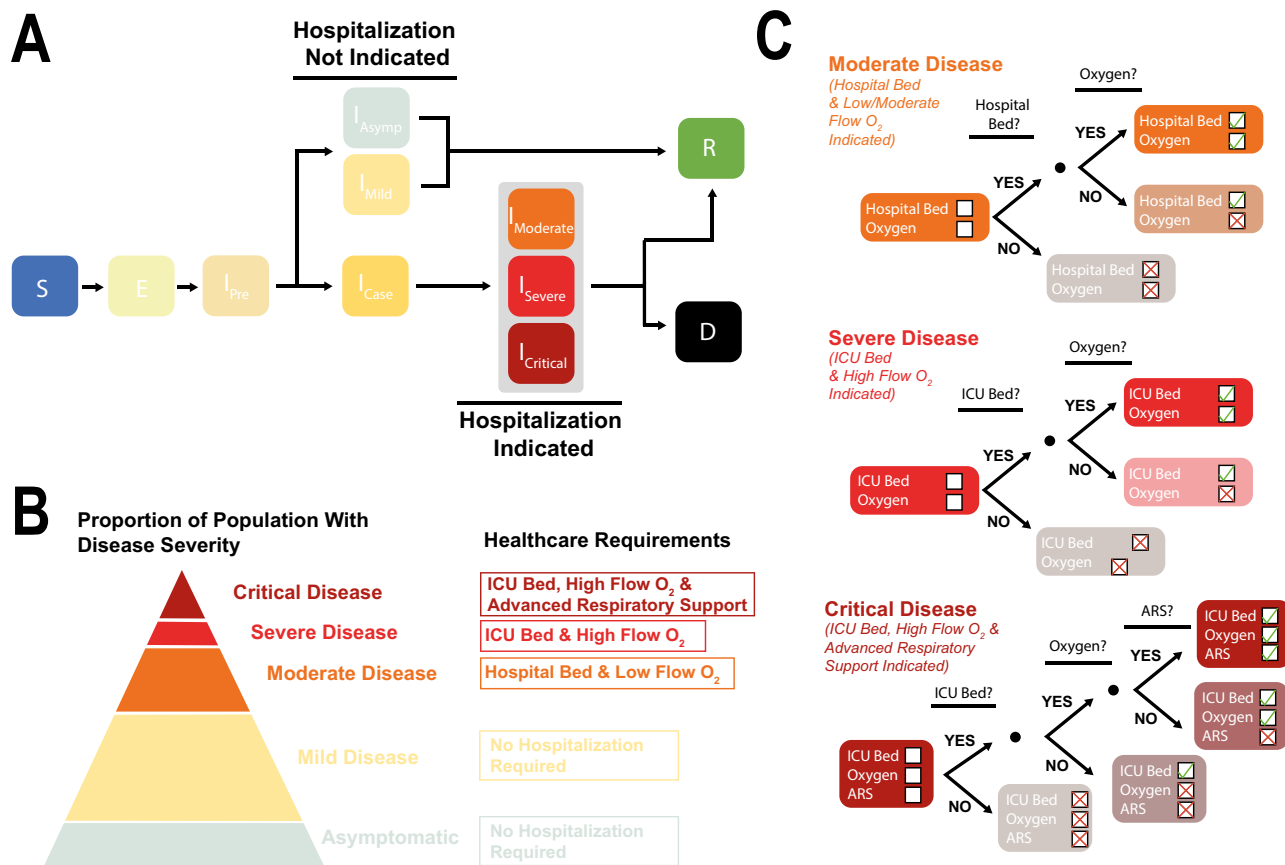 A
Hospitalization
Not Indicated
I Asymp
I Mild
S
E
I Pre
I Case
I Moderate
I Severe
I Critical
R
D
Hospitalization
Indicated
B
Proportion of Population With
Disease Severity
Healthcare Requirements
Critical Disease
ICU Bed, High Flow O2 &
Advanced Respiratory Support
Severe Disease
ICU Bed & High Flow O2
Moderate Disease
Hospital Bed & Low Flow O2
Mild Disease
No Hospitalization
Required
Asymptomatic
No Hospitalization
Required
C
Moderate Disease
(Hospital Bed
& Low/Moderate
Flow O2
Indicated)
Hospital
Bed?
Oxygen?
Hospital Bed
Oxygen
YES
NO
YES
NO
Hospital Bed
Oxygen
Hospital Bed
Oxygen
Hospital Bed
Oxygen
Severe Disease
(ICU Bed
& High Flow O2
Indicated)
ICU Bed?
Oxygen?
ICU Bed
Oxygen
YES
NO
YES
NO
ICU Bed
Oxygen
ICU Bed
Oxygen
ICU Bed
Oxygen
Critical Disease
(ICU Bed, High Flow O2 &
Advanced Respiratory
Support Indicated)
ICU Bed?
Oxygen?
ARS?
ICU Bed
Oxygen
ARS
YES
NO
YES
NO
YES
NO
ICU Bed
Oxygen
ARS
ICU Bed
Oxygen
ARS
ICU Bed
Oxygen
ARS
ICU Bed
Oxygen
ARS